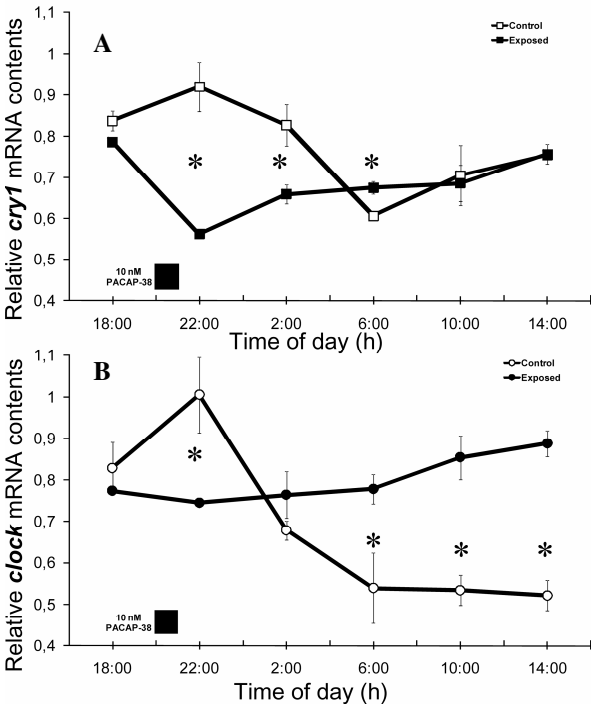 1,1
1
0,9
0,8
0,7
0,6
0,5
0,4
Relative cry1 mRNA contents
A
Control
Exposed
*
*
*
10 nM
PACAP-38
18:00 22:00 2:00 6:00 10:00 14:00
Time of day (h)
1,1
1
0,9
0,8
0,7
0,6
0,5
0,4
Relative clock mRNA contents
B
Control
Exposed
*
*
*
*
10 nM
PACAP-38
18:00 22:00 2:00 6:00 10:00 14:00
Time of day (h)